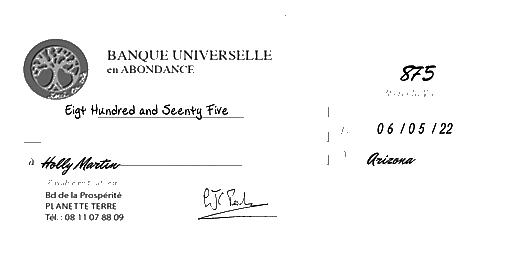 BANQUE UNIVERSELLE
en ABONDANCE
875
Eigt Hundred and Seenty Five
06/05/22
à Holly Martin
Arizona
Bd de la Prospérité
PLANETTE TERRE
Tél. : 08 11 07 88 09